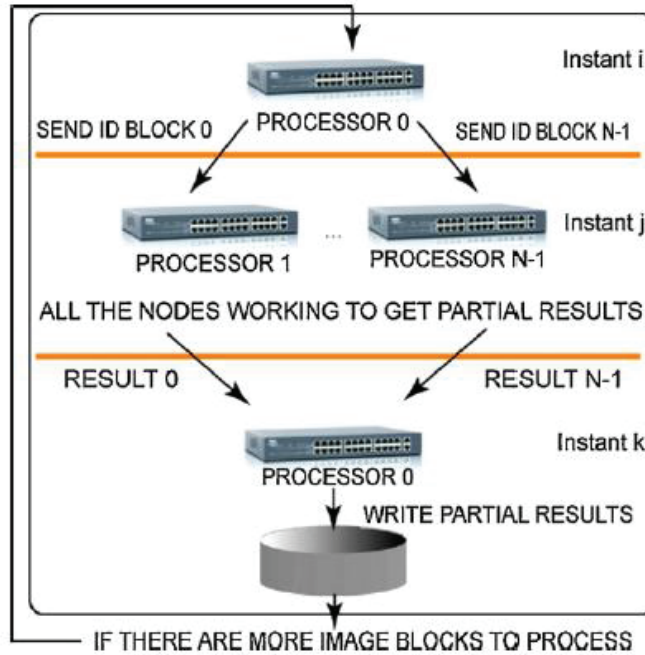 Instant i
PROCESSOR 0
SEND ID BLOCK 0
SEND ID BLOCK N-1
Instant j
...
PROCESSOR 1
PROCESSOR N-1
ALL THE NODES WORKING TO GET PARTIAL RESULTS
RESULT 0
RESULT N-1
Instant k
PROCESSOR 0
WRITE PARTIAL RESULTS
IF THERE ARE MORE IMAGE BLOCKS TO PROCESS